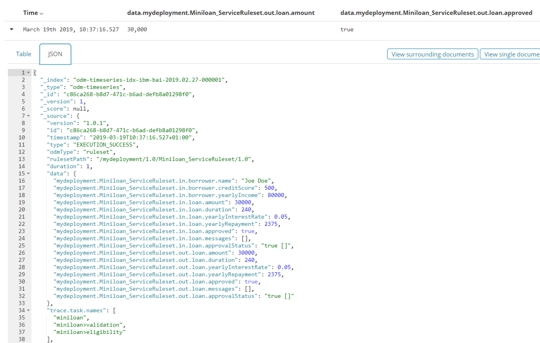 Time data.mydeployment.Miniloan_ServiceRuleset.out.loan.amount data.mydeployment.Miniloan_ServiceRuleset.out.loan.approved
March 19th 2019, 10:37:16.527 30,000 true
Table JSON View surrounding documents View single docume
1 {
2 "_index": "odm-timeseries-idx-ibm-bai-2019.02.27-000001",
3 "_type": "odm-timeseries",
4 "_id": "c86ca268-b8d7-471c-b6ad-defb8a01298f0",
5 "_version": 1,
6 "_score": null,
7 "_source": {
8 "version": "1.0.1",
9 "id": "c86ca268-b8d7-471c-b6ad-defb8a01298f0",
10 "timestamp": "2019-03-19T10:37:16.527+01:00",
11 "type": "EXECUTION_SUCCESS",
12 "odmType": "ruleset",
13 "rulesetPath": "/mydeployment/1.0/Miniloan_ServiceRuleset/1.0",
14 "duration": 1,
15 "data": {
16 "mydeployment.Miniloan_ServiceRuleset.in.borrower.name": "Joe Dom",
17 "mydeployment.Miniloan_ServiceRuleset.in.borrower.creditScore": 500,
18 "mydeployment.Miniloan_ServiceRuleset.in.borrower.yearlyIncome": 80000,
19 "mydeployment.Miniloan_ServiceRuleset.in.loan.amount": 30000,
20 "mydeployment.Miniloan_ServiceRuleset.in.loan.duration": 240,
21 "mydeployment.Miniloan_ServiceRuleset.in.loan.yearlyInterestRate": 0.05,
22 "mydeployment.Miniloan_ServiceRuleset.in.loan.yearlyRepayment": 2375,
23 "mydeployment.Miniloan_ServiceRuleset.in.loan.approved": true,
24 "mydeployment.Miniloan_ServiceRuleset.in.loan.messages": [],
25 "mydeployment.Miniloan_ServiceRuleset.in.loan.approvalStatus": "true []",
26 "mydeployment.Miniloan_ServiceRuleset.out.loan.amount": 30000,
27 "mydeployment.Miniloan_ServiceRuleset.out.loan.duration": 240,
28 "mydeployment.Miniloan_ServiceRuleset.out.loan.yearlyInterestRate": 0.05,
29 "mydeployment.Miniloan_ServiceRuleset.out.loan.yearlyRepayment": 2375,
30 "mydeployment.Miniloan_ServiceRuleset.out.loan.approved": true,
31 "mydeployment.Miniloan_ServiceRuleset.out.loan.messages": [],
32 "mydeployment.Miniloan_ServiceRuleset.out.loan.approvalStatus": "true []"
33 },
34 "trace.task.names": [
35 "miniloan",
36 "miniloan>validation",
37 "miniloan>eligibility"
38 ],